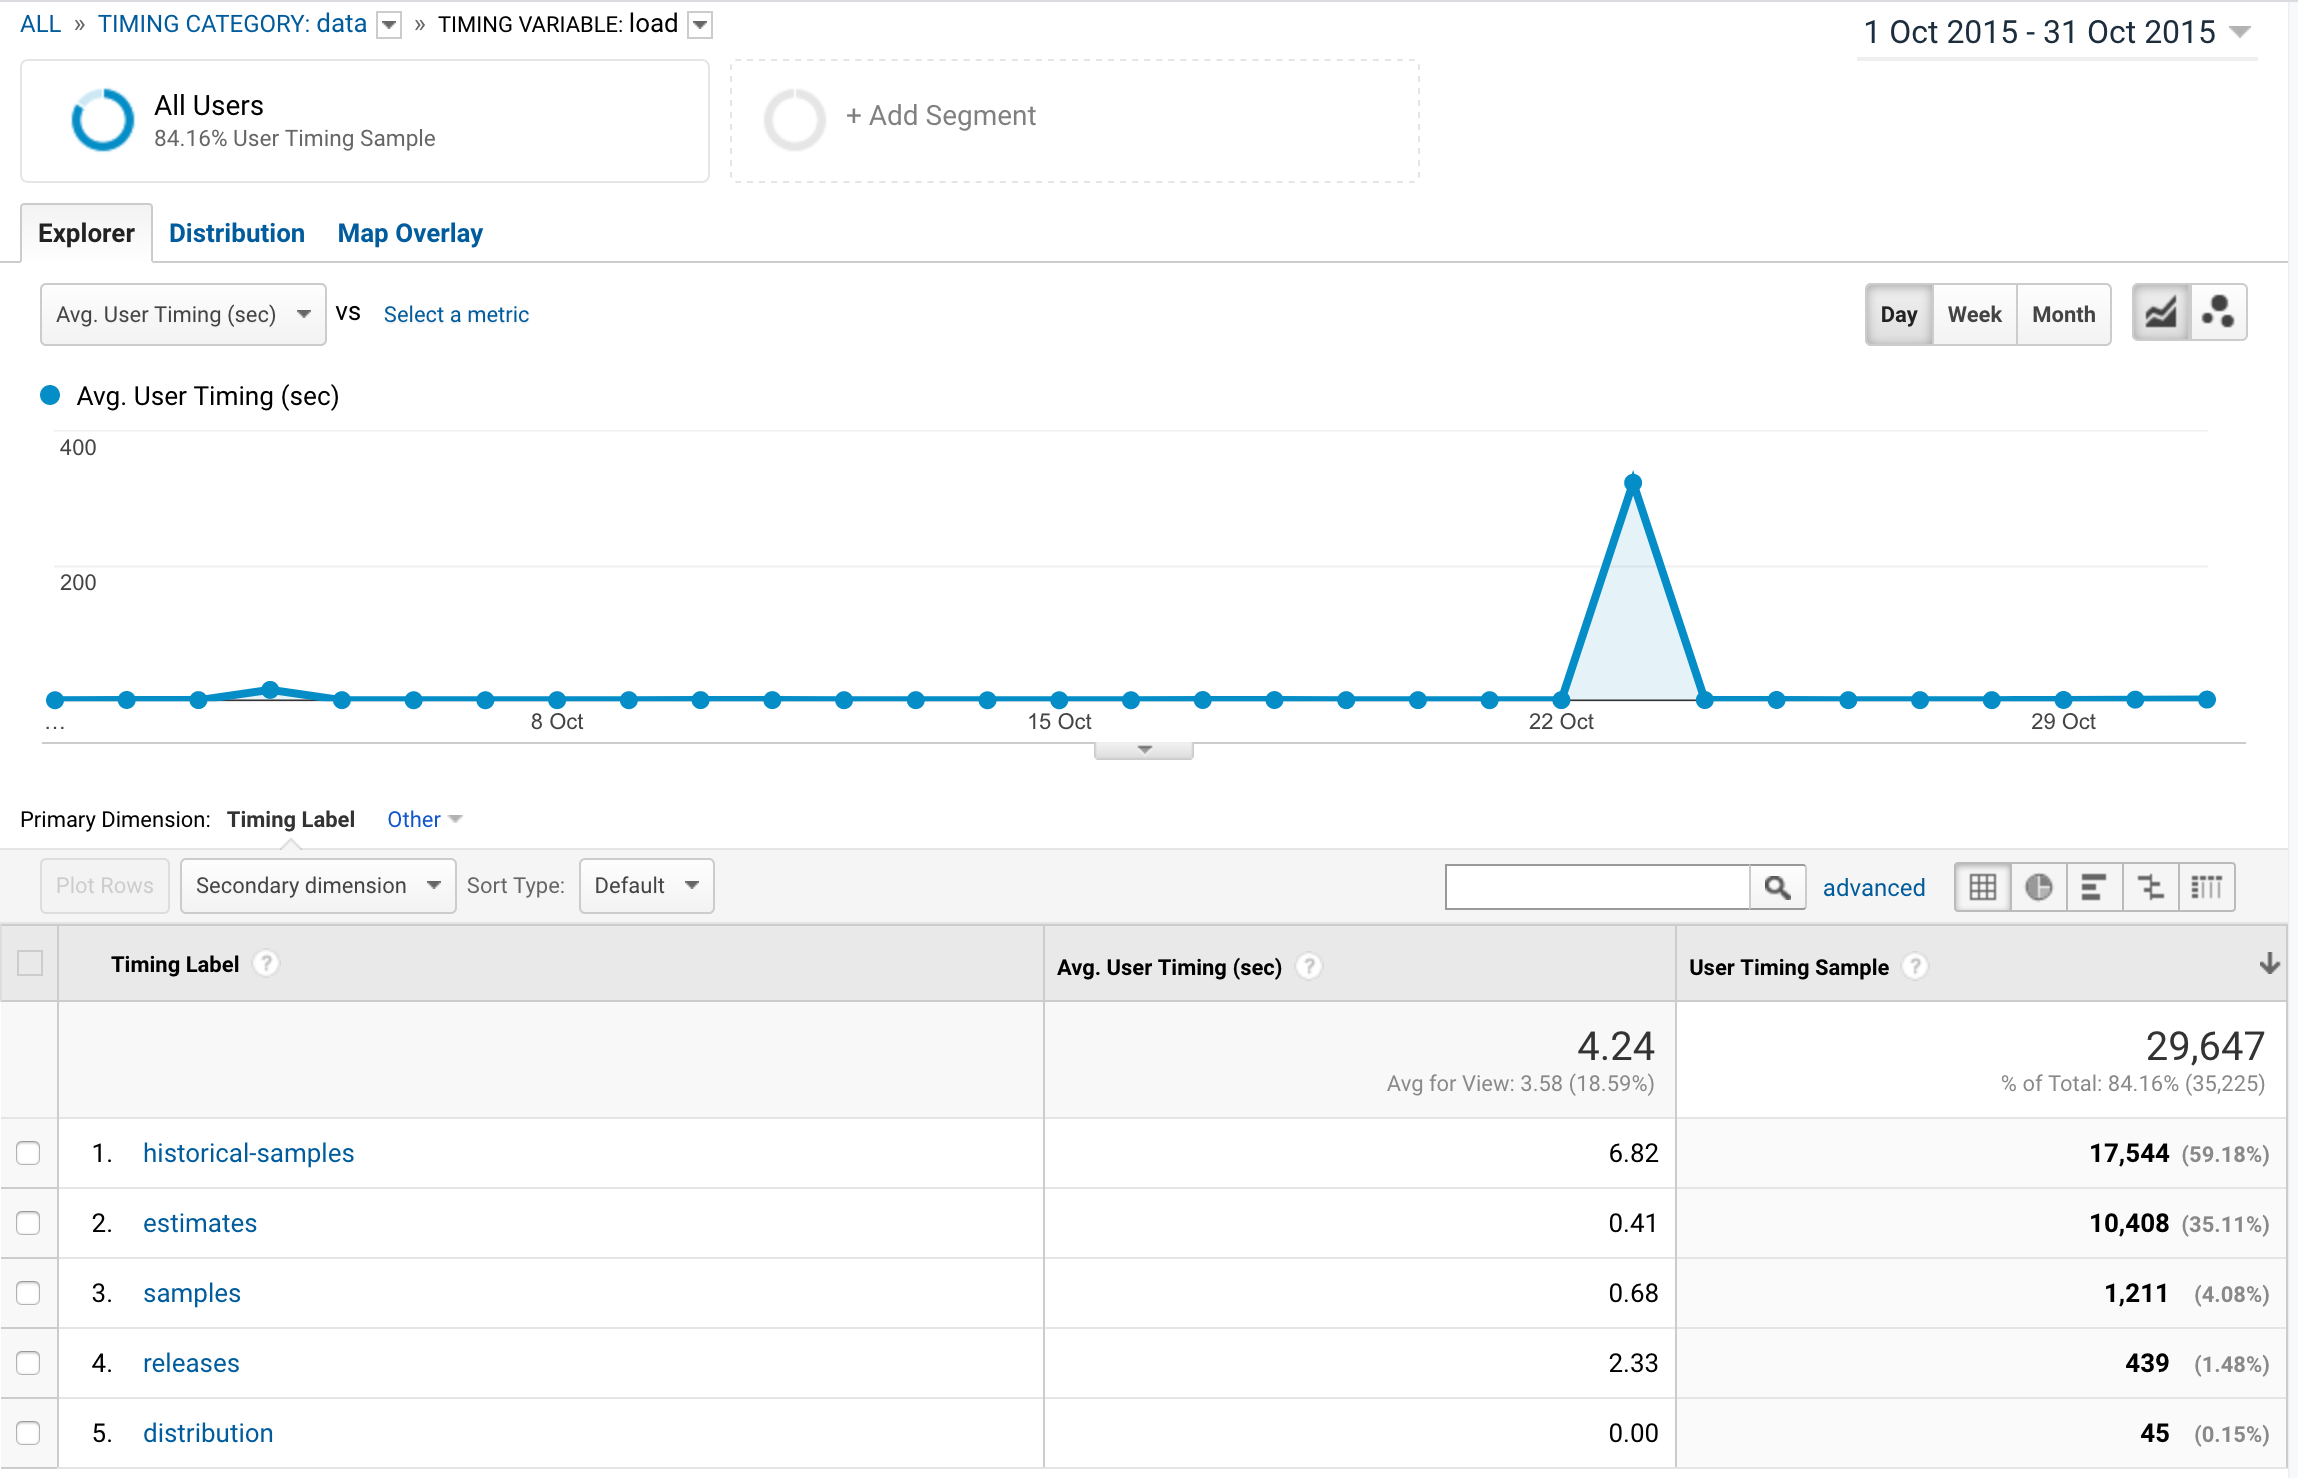 ALL » TIMING CATEGORY: data » TIMING VARIABLE: load
1 Oct 2015 - 31 Oct 2015
All Users
84.16% User Timing Sample
+ Add Segment
Explorer Distribution Map Overlay
Avg. User Timing (sec) VS Select a metric
Day Week Month
Avg. User Timing (sec)
400
200
... 8 Oct 15 Oct 22 Oct 29 Oct
Primary Dimension: Timing Label Other
Plot Rows Secondary dimension Sort Type: Default advanced
Timing Label ? Avg. User Timing (sec) ? User Timing Sample ?
4.24 29,647
Avg for View: 3.58 (18.59%) % of Total: 84.16% (35,225)
1. historical-samples 6.82 17,544 (59.18%)
2. estimates 0.41 10,408 (35.11%)
3. samples 0.68 1,211 (4.08%)
4. releases 2.33 439 (1.48%)
5. distribution 0.00 45 (0.15%)